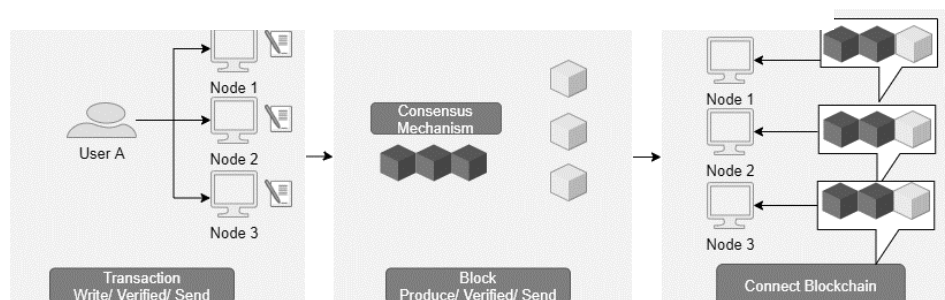 Node 1
User A
Node 2
Node 3
Transaction
Write/ Verified/ Send
Consensus
Mechanism
Block
Produce/ Verified/ Send
Node 1
Node 2
Node 3
Connect Blockchain